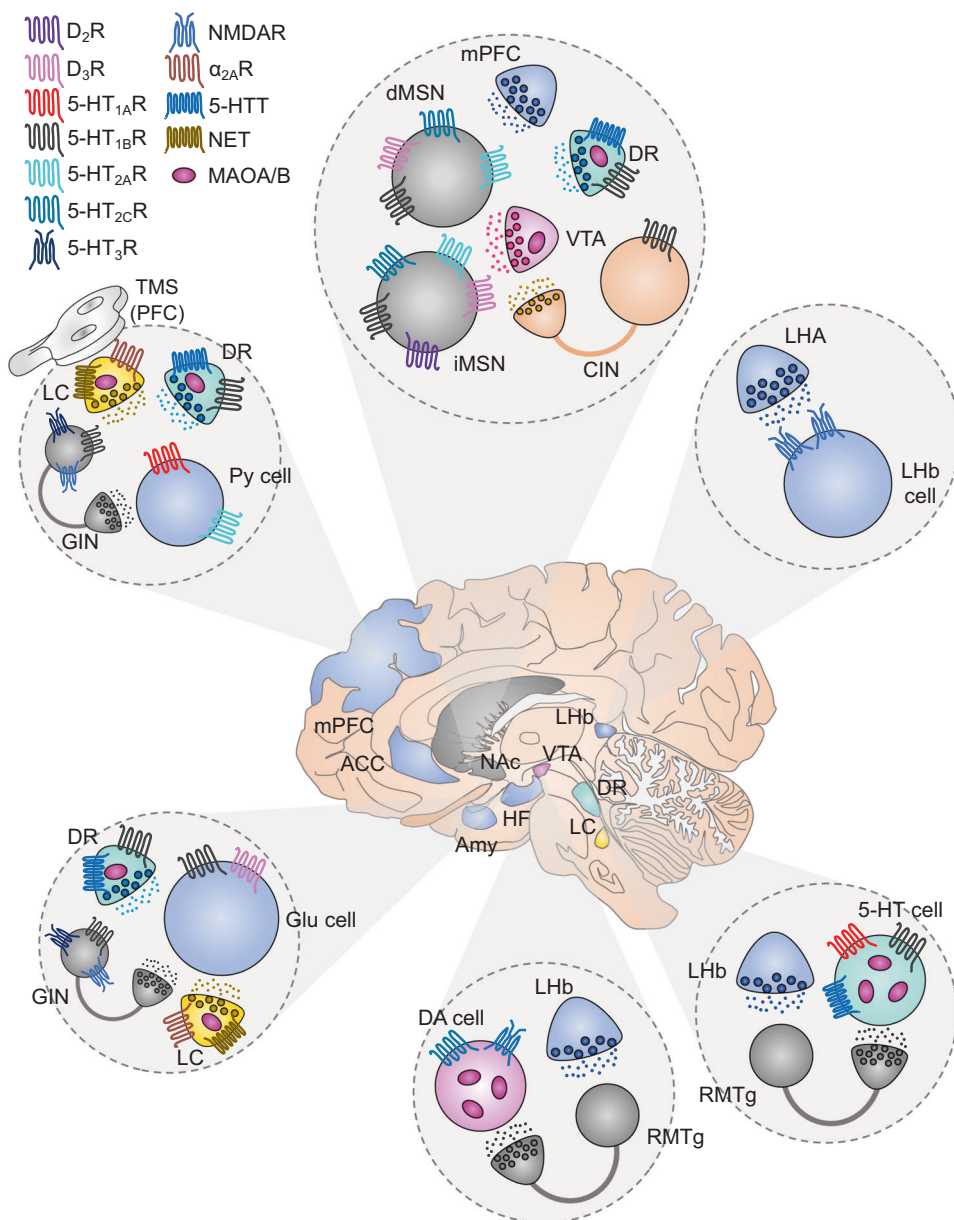 D₂R
D₃R
5-HT₁ₐR
5-HT₁ᵦR
5-HT₂ₐR
5-HT₂CR
5-HT₃R
NMDAR
α₂ₐR
5-HTT
NET
MAOA/B
TMS
(PFC)
LC
DR
Py cell
GIN
mPFC
dMSN
DR
VTA
iMSN
CIN
LHA
LHb
cell
mPFC
ACC
NAc
LHb
VTA
DR
HF
LC
Amy
DR
Glu cell
GIN
LC
LHb
DA cell
RMTg
5-HT cell
LHb
RMTg